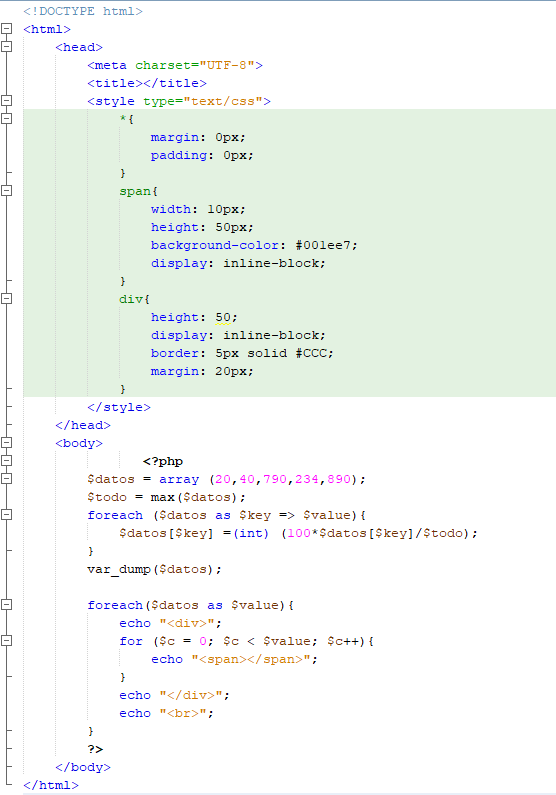 <!DOCTYPE html>
<html>
<head>
<meta charset="UTF-8">
<title></title>
<style type="text/css">
*{
margin: 0px;
padding: 0px;
}
span{
width: 10px;
height: 50px;
background-color: #001ee7;
display: inline-block;
}
div{
height: 50;
display: inline-block;
border: 5px solid #CCC;
margin: 20px;
}
</style>
</head>
<body>
<?php
$datos = array (20,40,790,234,890);
$todo = max($datos);
foreach ($datos as $key => $value){
$datos[$key] =(int) (100*$datos[$key]/$todo);
}
var_dump($datos);
foreach($datos as $value){
echo "<div>";
for ($c = 0; $c < $value; $c++){
echo "<span></span>";
}
echo "</div>";
echo "<br>";
}
?>
</body>
</html>